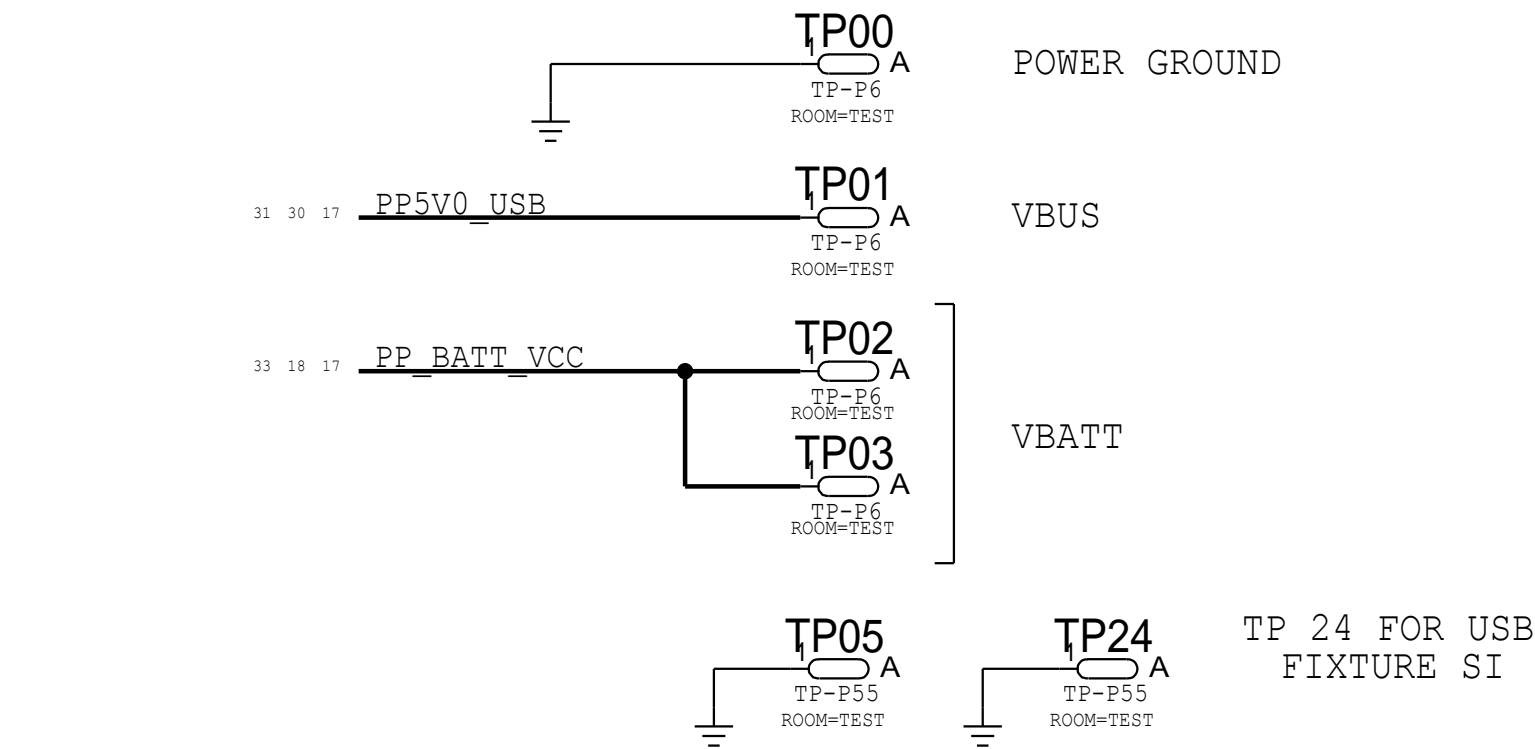 TP00
1 A POWER GROUND
TP-P6
ROOM=TEST
TP01
31 30 17 PP5V0_USB 1 A VBUS
TP-P6
ROOM=TEST
TP02
33 18 17 PP_BATT_VCC 1 A
TP-P6
ROOM=TEST
VBATT
TP03
1 A
TP-P6
ROOM=TEST
TP05 TP24 TP 24 FOR USB
1 A 1 A FIXTURE SI
TP-P55 TP-P55
ROOM=TEST ROOM=TEST